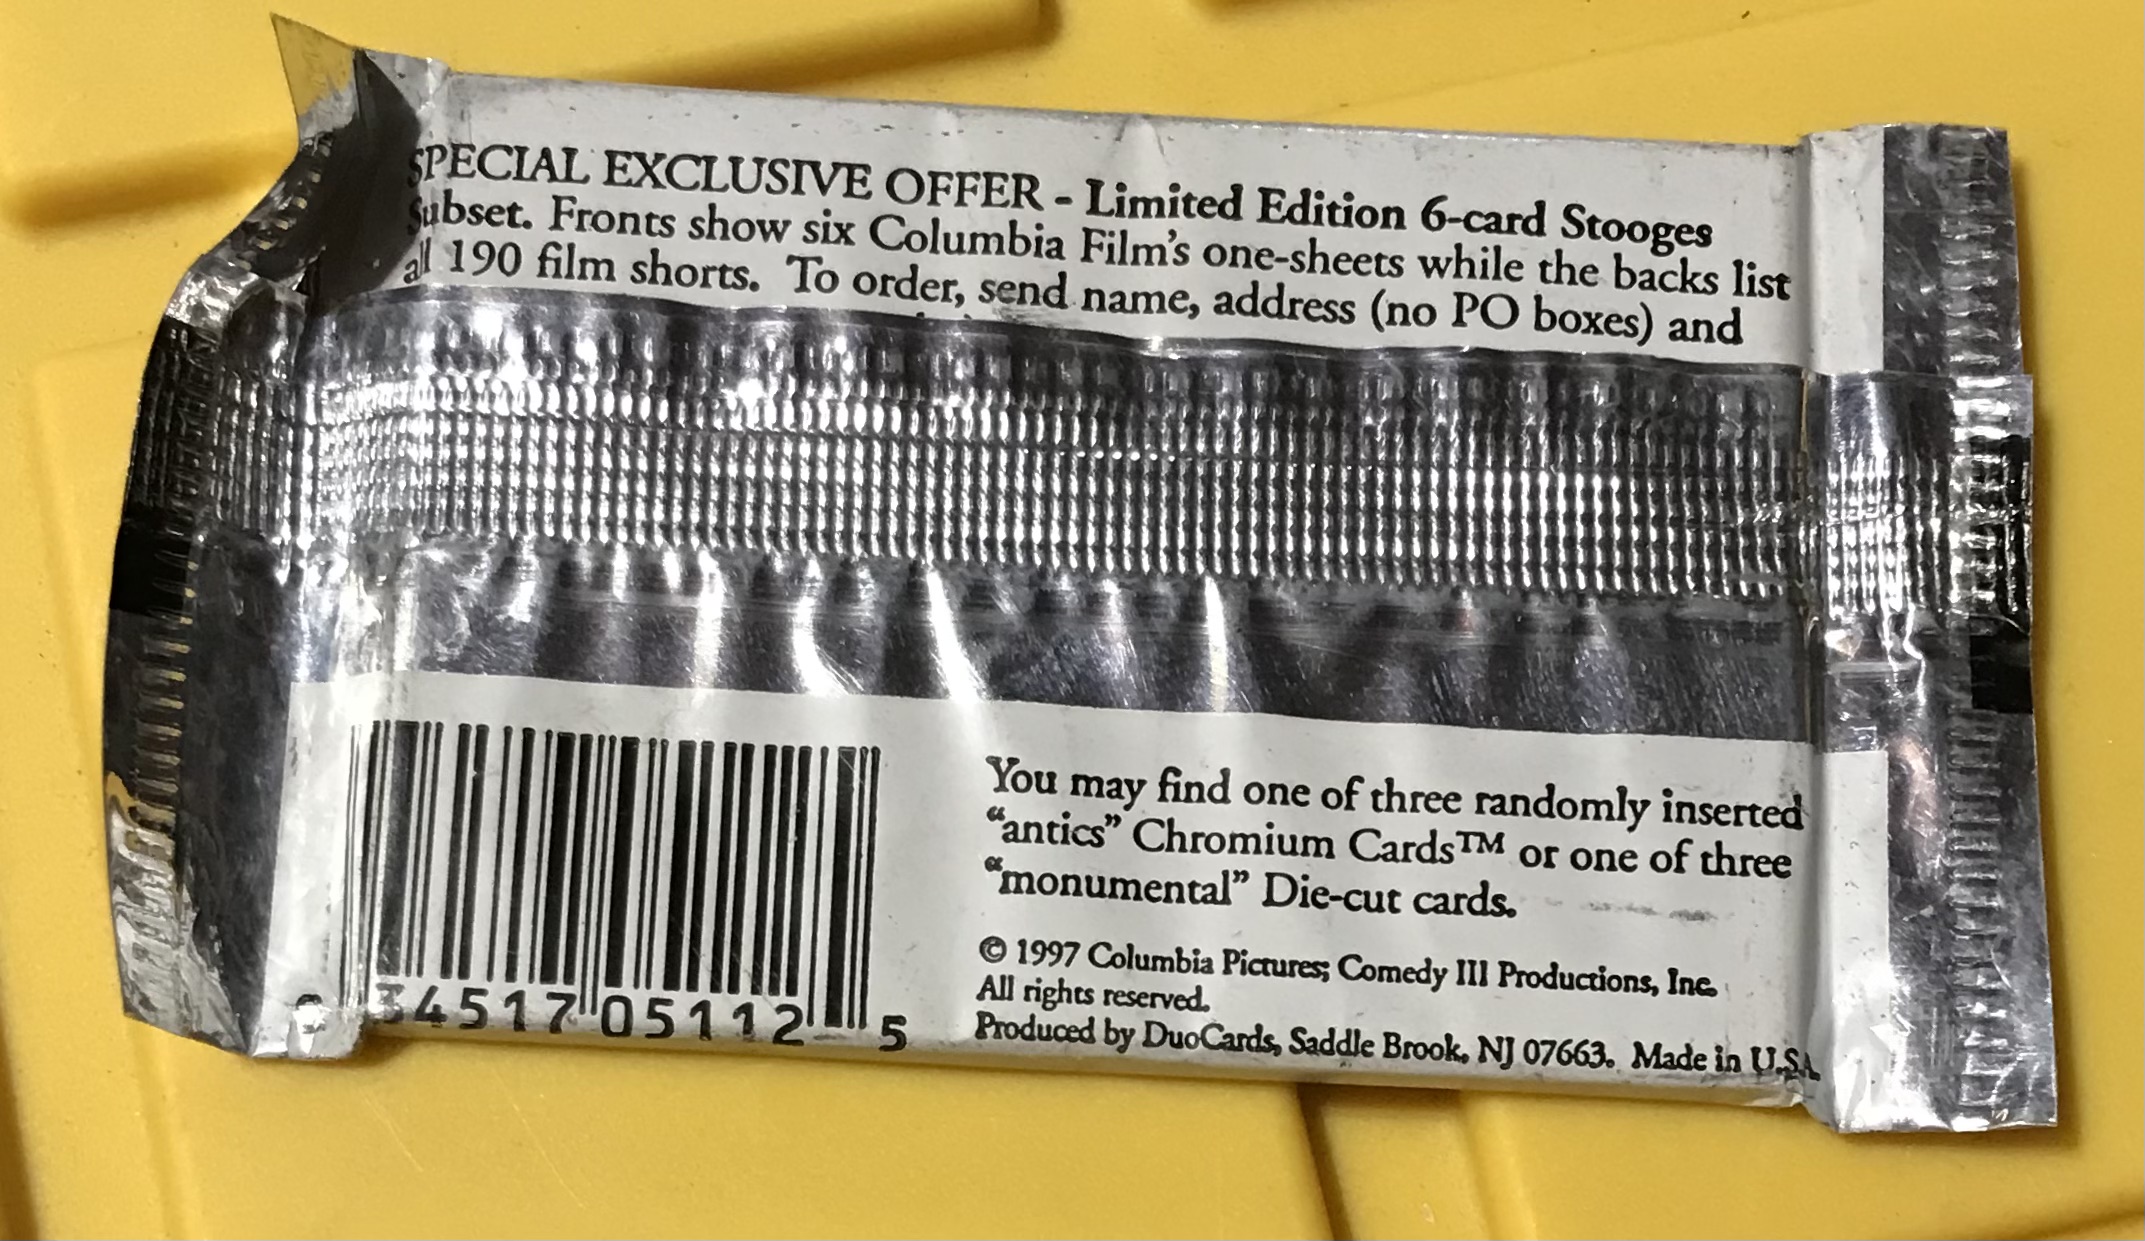 SPECIAL EXCLUSIVE OFFER - Limited Edition 6-card Stooges
Subset. Fronts show six Columbia Film's one-sheets while the backs list
all 190 film shorts. To order, send name, address (no PO boxes) and
You may find one of three randomly inserted
“antics” Chromium Cards™ or one of three
“monumental” Die-cut cards.
© 1997 Columbia Pictures; Comedy III Productions, Inc.
All rights reserved.
Produced by DuoCards, Saddle Brook, NJ 07663. Made in U.S.A.
0 34517 05112 5